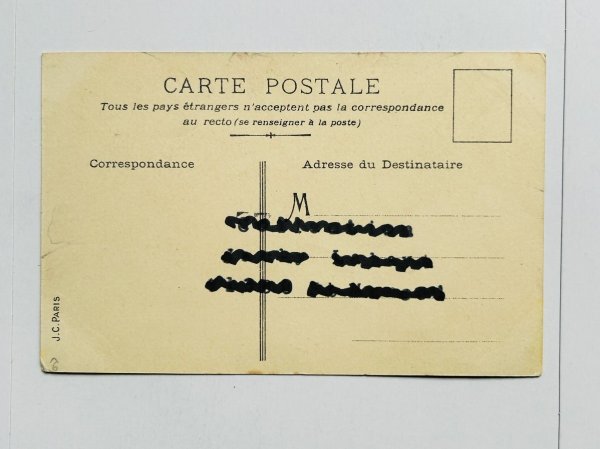 CARTE POSTALE
Tous les pays étrangers n'acceptent pas la correspondance
au recto (se renseigner à la poste)
Correspondance
Adresse du Destinataire
M
J.C. PARIS